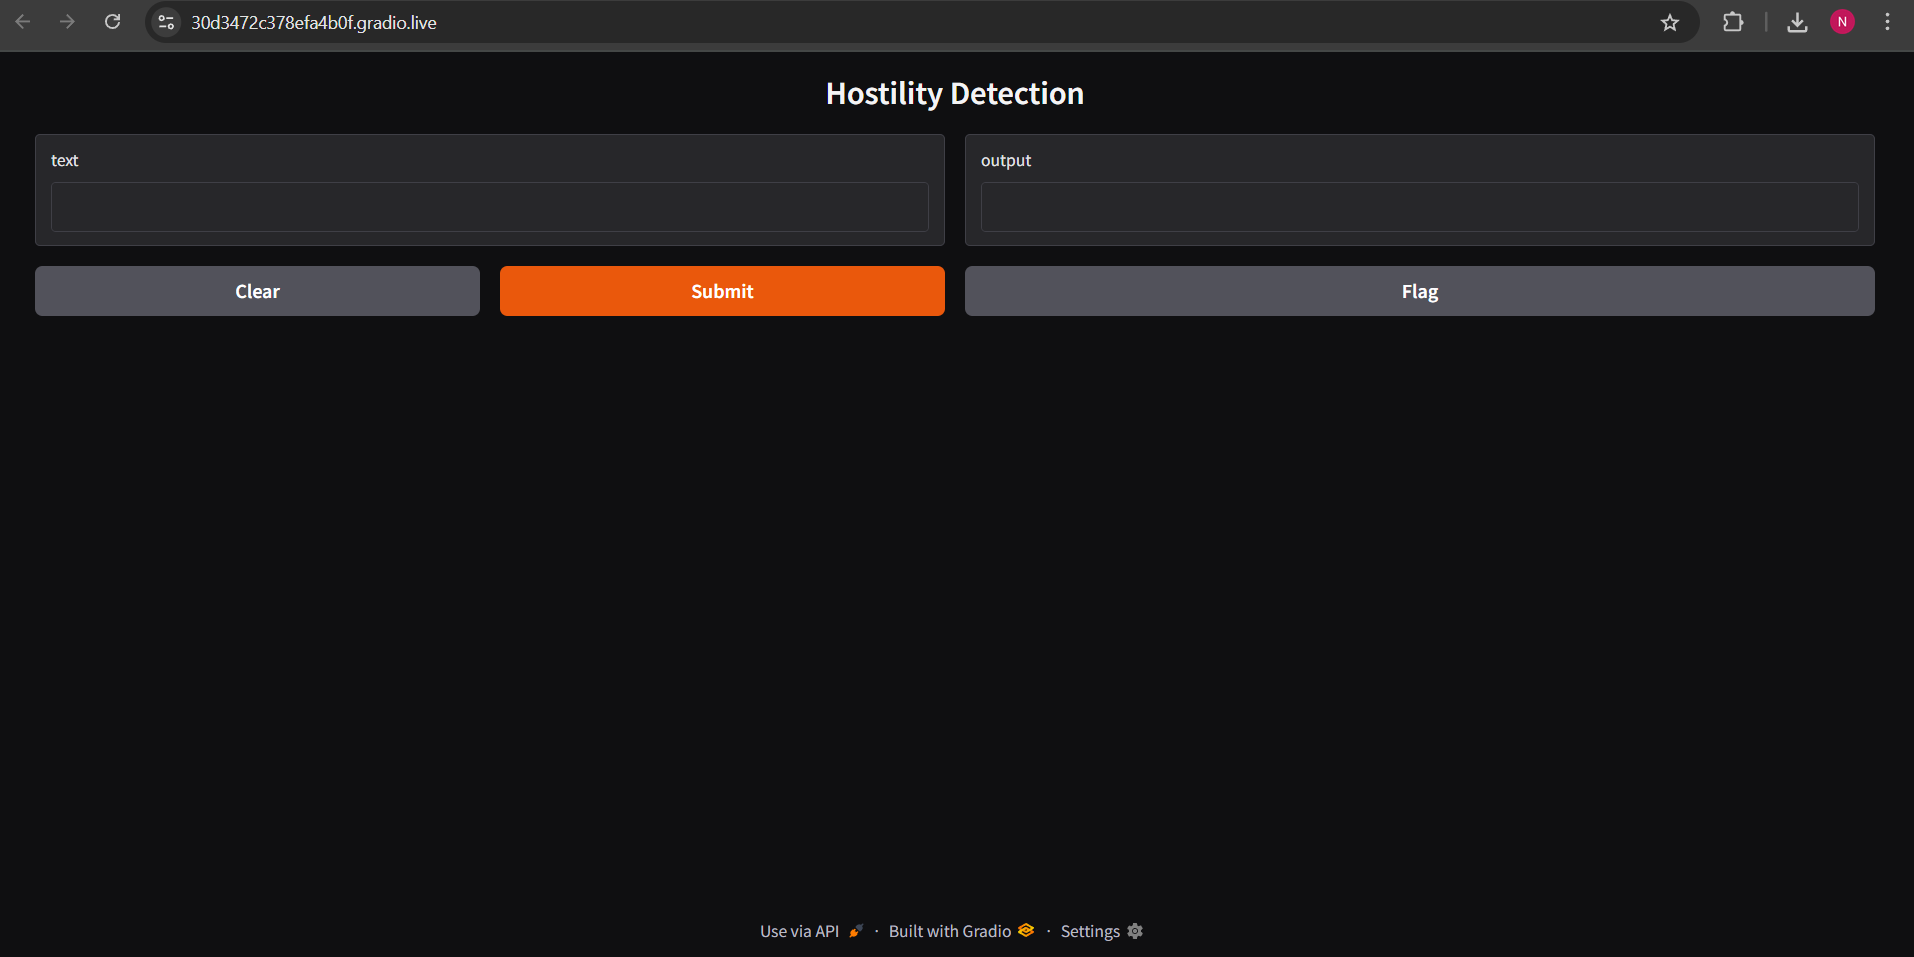 30d3472c378efa4b0f.gradio.live
N
Hostility Detection
text
output
Clear
Submit
Flag
Use via API · Built with Gradio · Settings